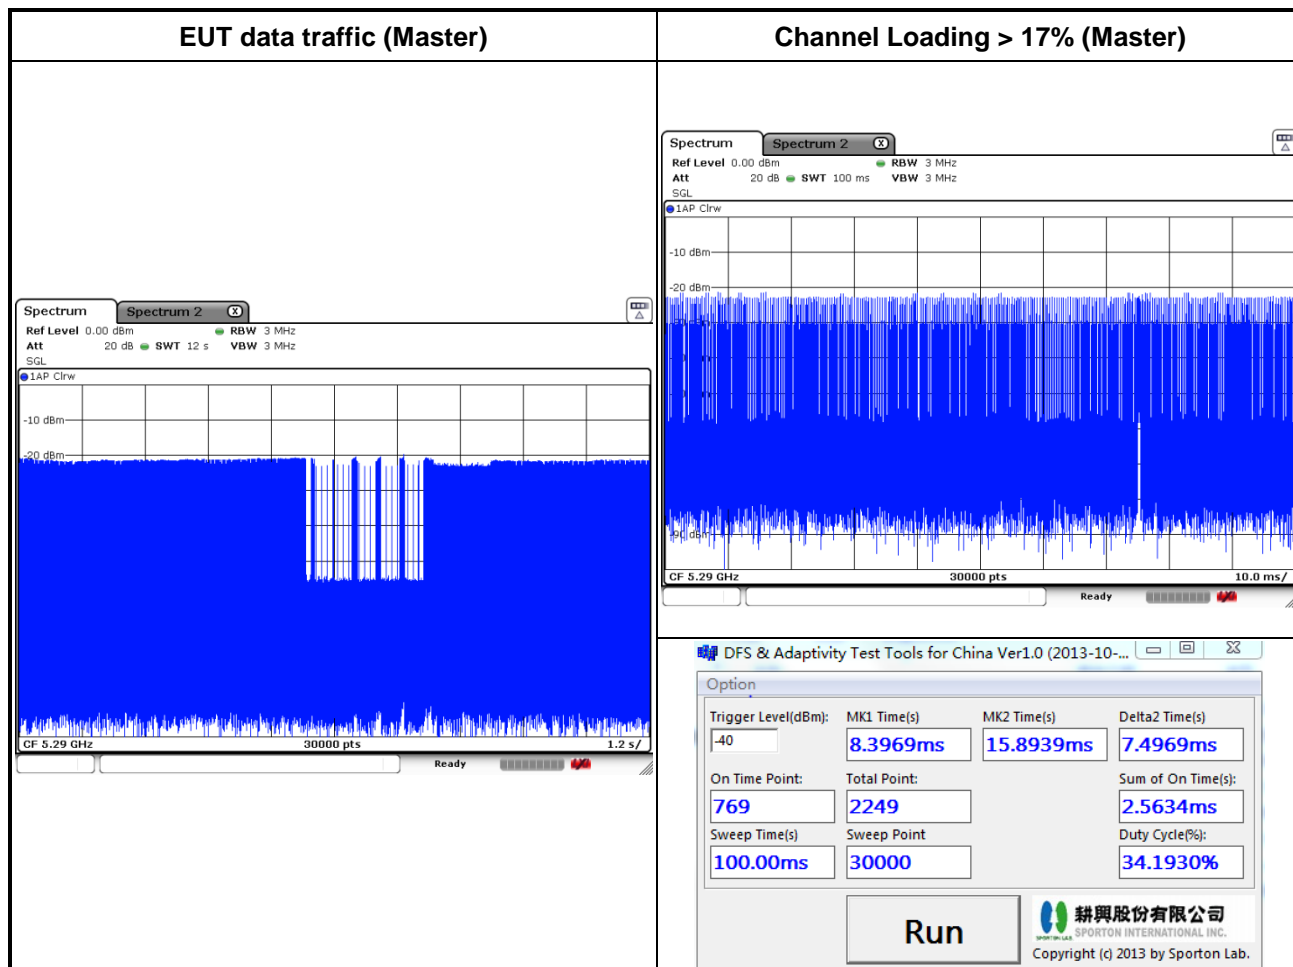 EUT data traffic (Master)
Spectrum
Spectrum 2
X
Ref Level 0.00 dBm
RBW 3 MHz
Att 20 dB SWT 12 s VBW 3 MHz
SGL
1AP Clrw
-10 dBm
-20 dBm
CF 5.29 GHz 30000 pts 1.2 s/
Ready
Channel Loading > 17% (Master)
Spectrum
Spectrum 2
X
Ref Level 0.00 dBm
RBW 3 MHz
Att 20 dB SWT 100 ms VBW 3 MHz
SGL
1AP Clrw
-10 dBm
-20 dBm
-90 dBm
CF 5.29 GHz 30000 pts 10.0 ms/
Ready
DFS & Adaptivity Test Tools for China Ver1.0 (2013-10-...
Option
Trigger Level(dBm): MK1 Time(s) MK2 Time(s) Delta2 Time(s)
-40 8.3969ms 15.8939ms 7.4969ms
On Time Point: Total Point: Sum of On Time(s):
769 2249 2.5634ms
Sweep Time(s) Sweep Point Duty Cycle(%):
100.00ms 30000 34.1930%
Run
耕興股份有限公司
SPORTON LAB.
SPORTON INTERNATIONAL INC.
Copyright (c) 2013 by Sporton Lab.